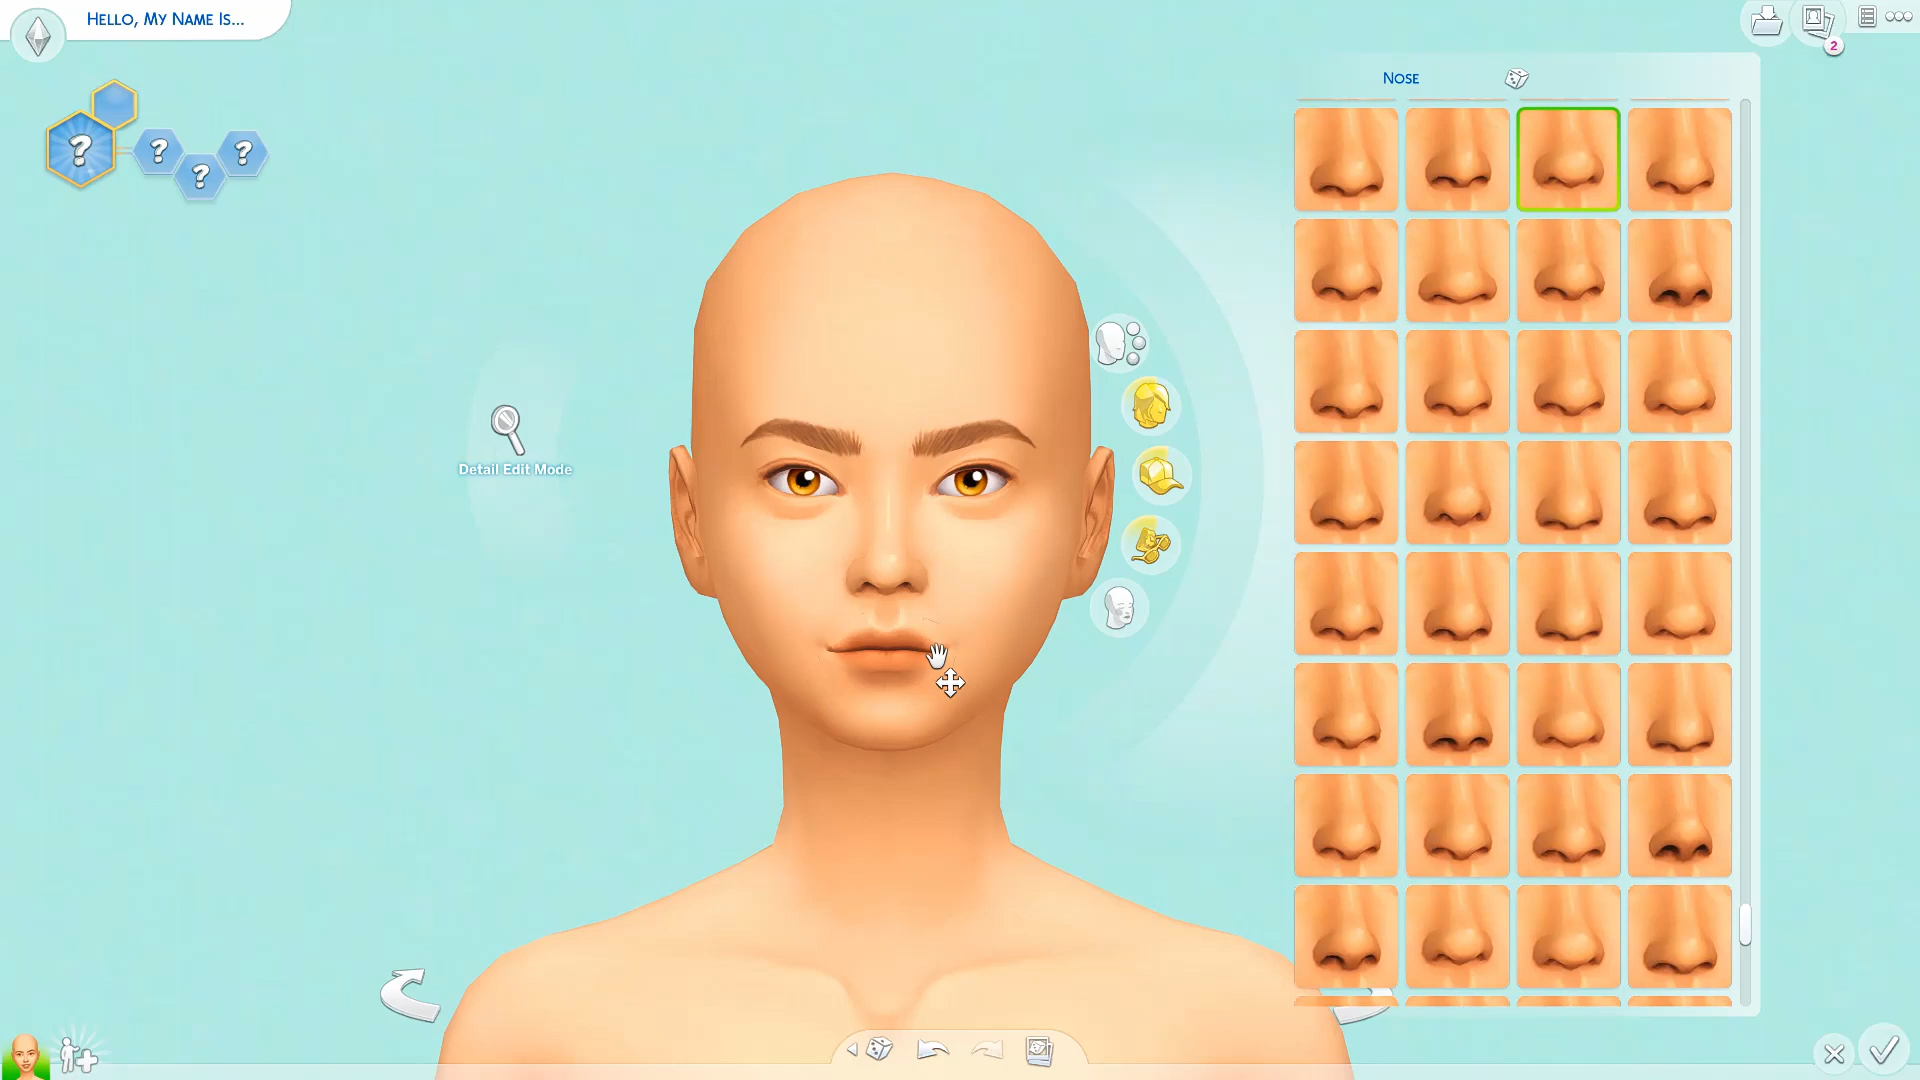 HELLO, MY NAME IS...
2
NOSE
? ? ? ?
Detail Edit Mode